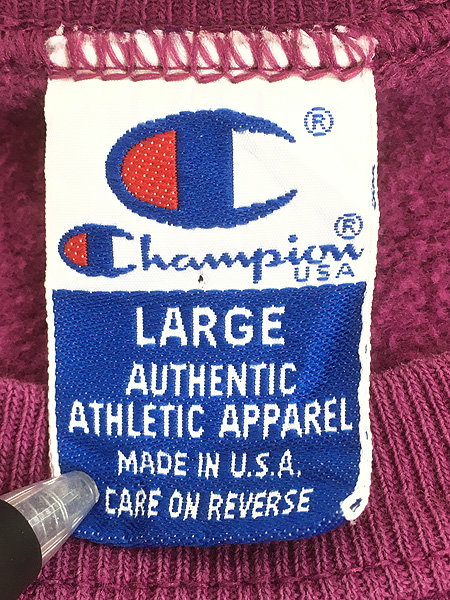 ®
Champion®
USA
LARGE
AUTHENTIC
ATHLETIC APPAREL
MADE IN U.S.A.
CARE ON REVERSE